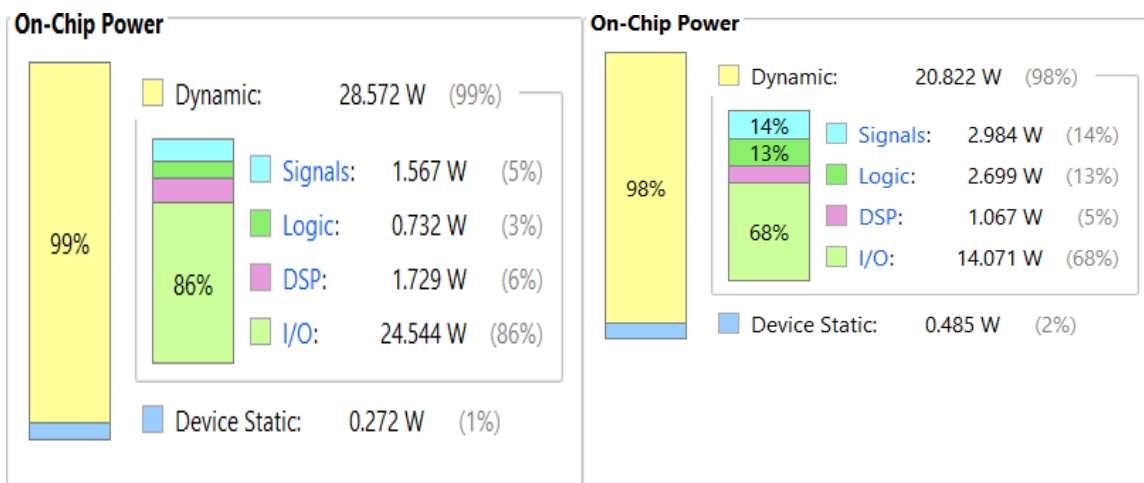 On-Chip Power
Dynamic: 28.572 W (99%)
Signals: 1.567 W (5%)
Logic: 0.732 W (3%)
99%
DSP: 1.729 W (6%)
86%
I/O: 24.544 W (86%)
Device Static: 0.272 W (1%)
On-Chip Power
Dynamic: 20.822 W (98%)
14%
Signals: 2.984 W (14%)
13%
Logic: 2.699 W (13%)
98%
DSP: 1.067 W (5%)
68%
I/O: 14.071 W (68%)
Device Static: 0.485 W (2%)